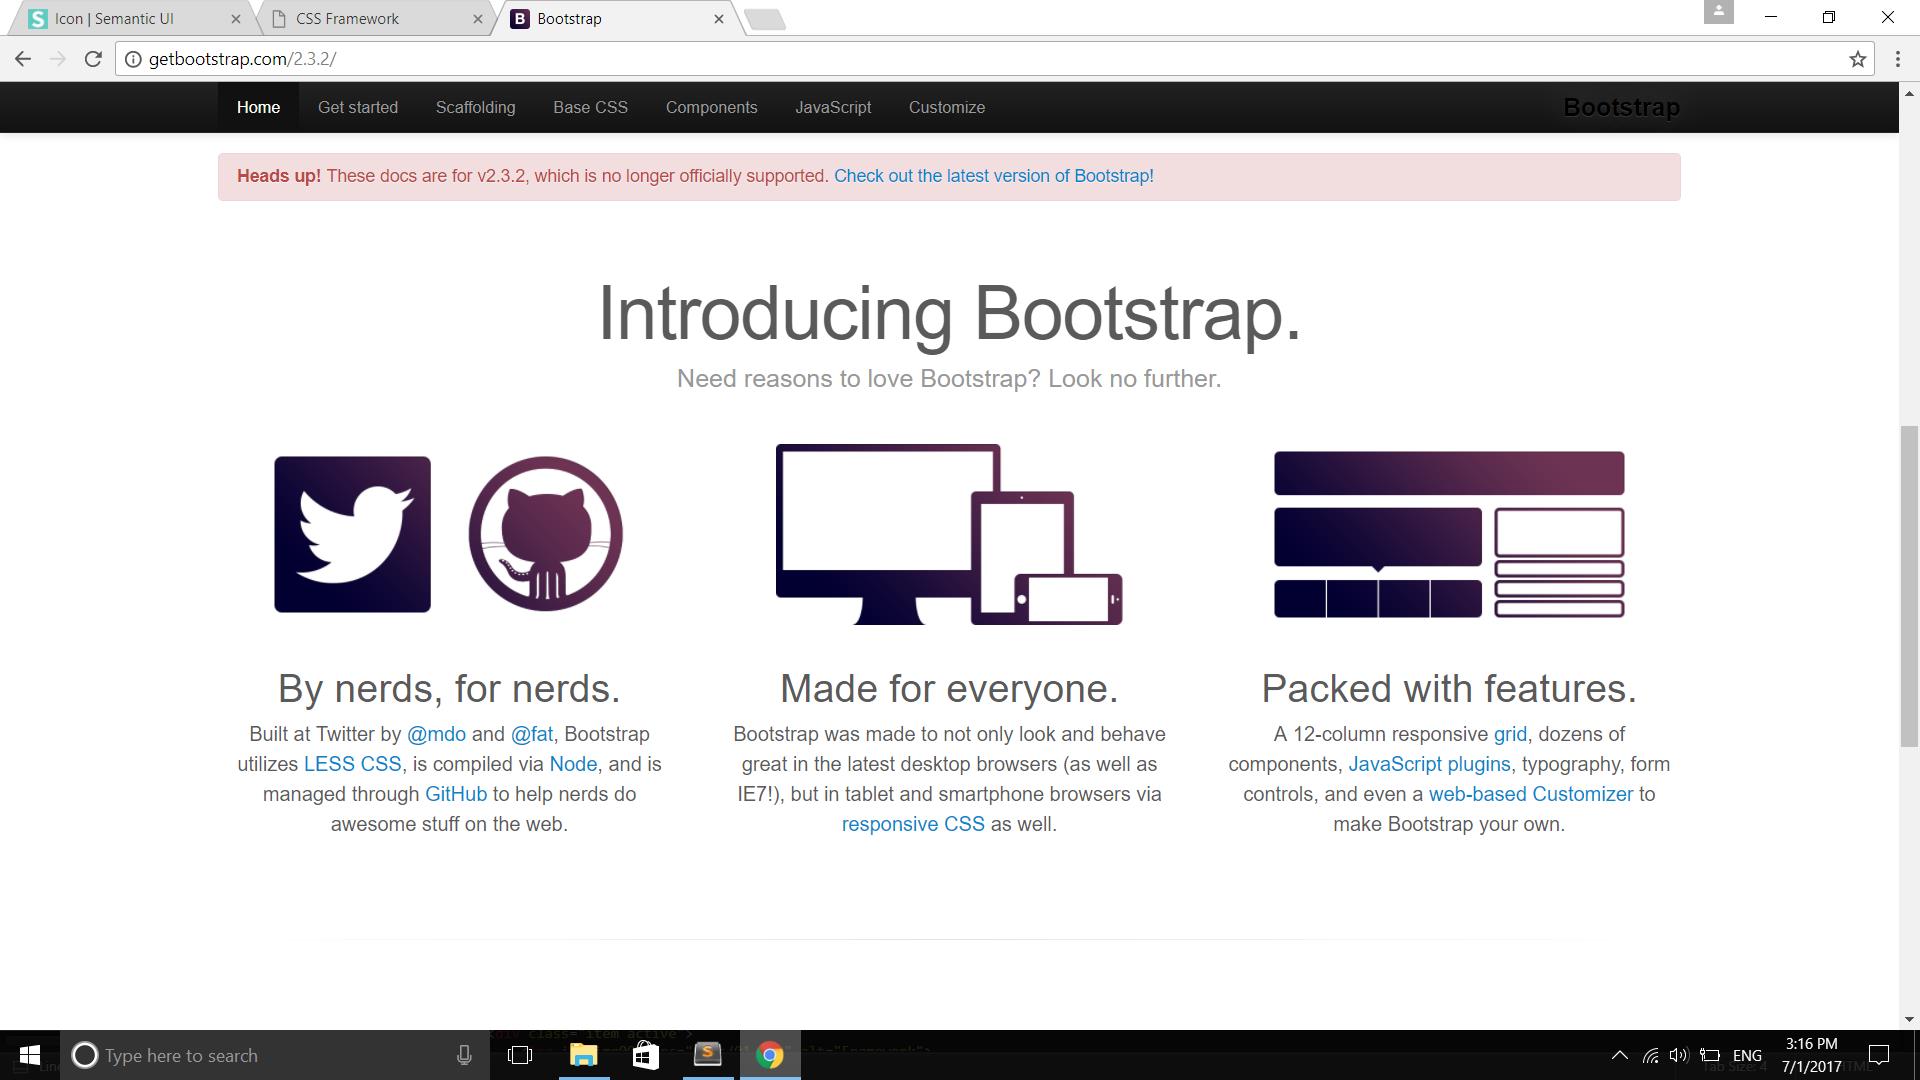 Icon | Semantic UI
CSS Framework
Bootstrap
getbootstrap.com/2.3.2/
Home Get started Scaffolding Base CSS Components JavaScript Customize Bootstrap
Heads up! These docs are for v2.3.2, which is no longer officially supported. Check out the latest version of Bootstrap!
Introducing Bootstrap.
Need reasons to love Bootstrap? Look no further.
By nerds, for nerds.
Built at Twitter by @mdo and @fat, Bootstrap
utilizes LESS CSS, is compiled via Node, and is
managed through GitHub to help nerds do
awesome stuff on the web.
Made for everyone.
Bootstrap was made to not only look and behave
great in the latest desktop browsers (as well as
IE7!), but in tablet and smartphone browsers via
responsive CSS as well.
Packed with features.
A 12-column responsive grid, dozens of
components, JavaScript plugins, typography, form
controls, and even a web-based Customizer to
make Bootstrap your own.
Type here to search
ENG
3:16 PM
7/1/2017
Tab Size: 4